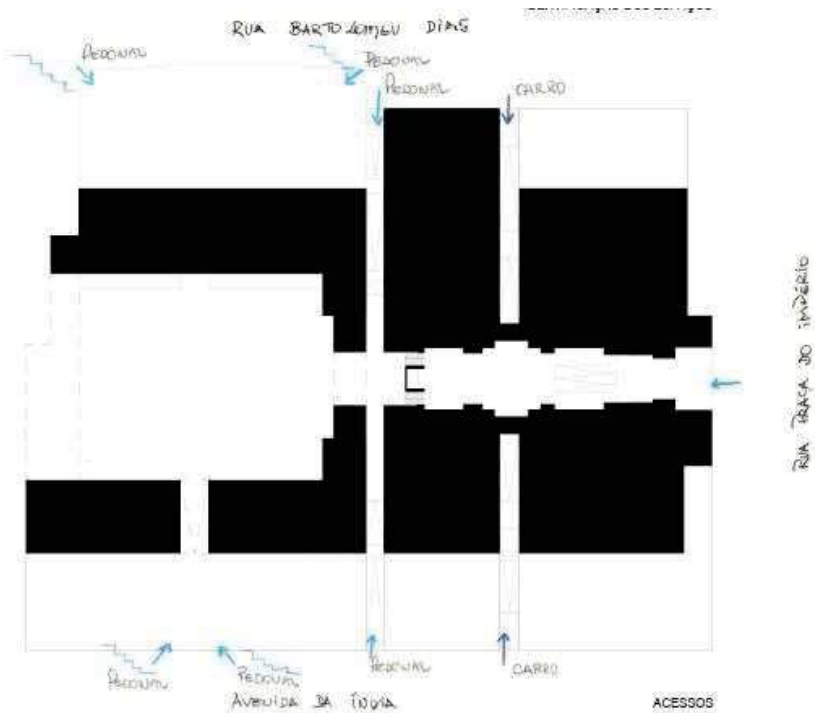 RUA BARTOLOMEU DIAS
PEDONAL
PEDONAL
PEDONAL
CARRO
RUA PRAÇA DO IMPÉRIO
PEDONAL
PEDONAL
PEDONAL
CARRO
AVENIDA DA ÍNDIA
ACESSOS